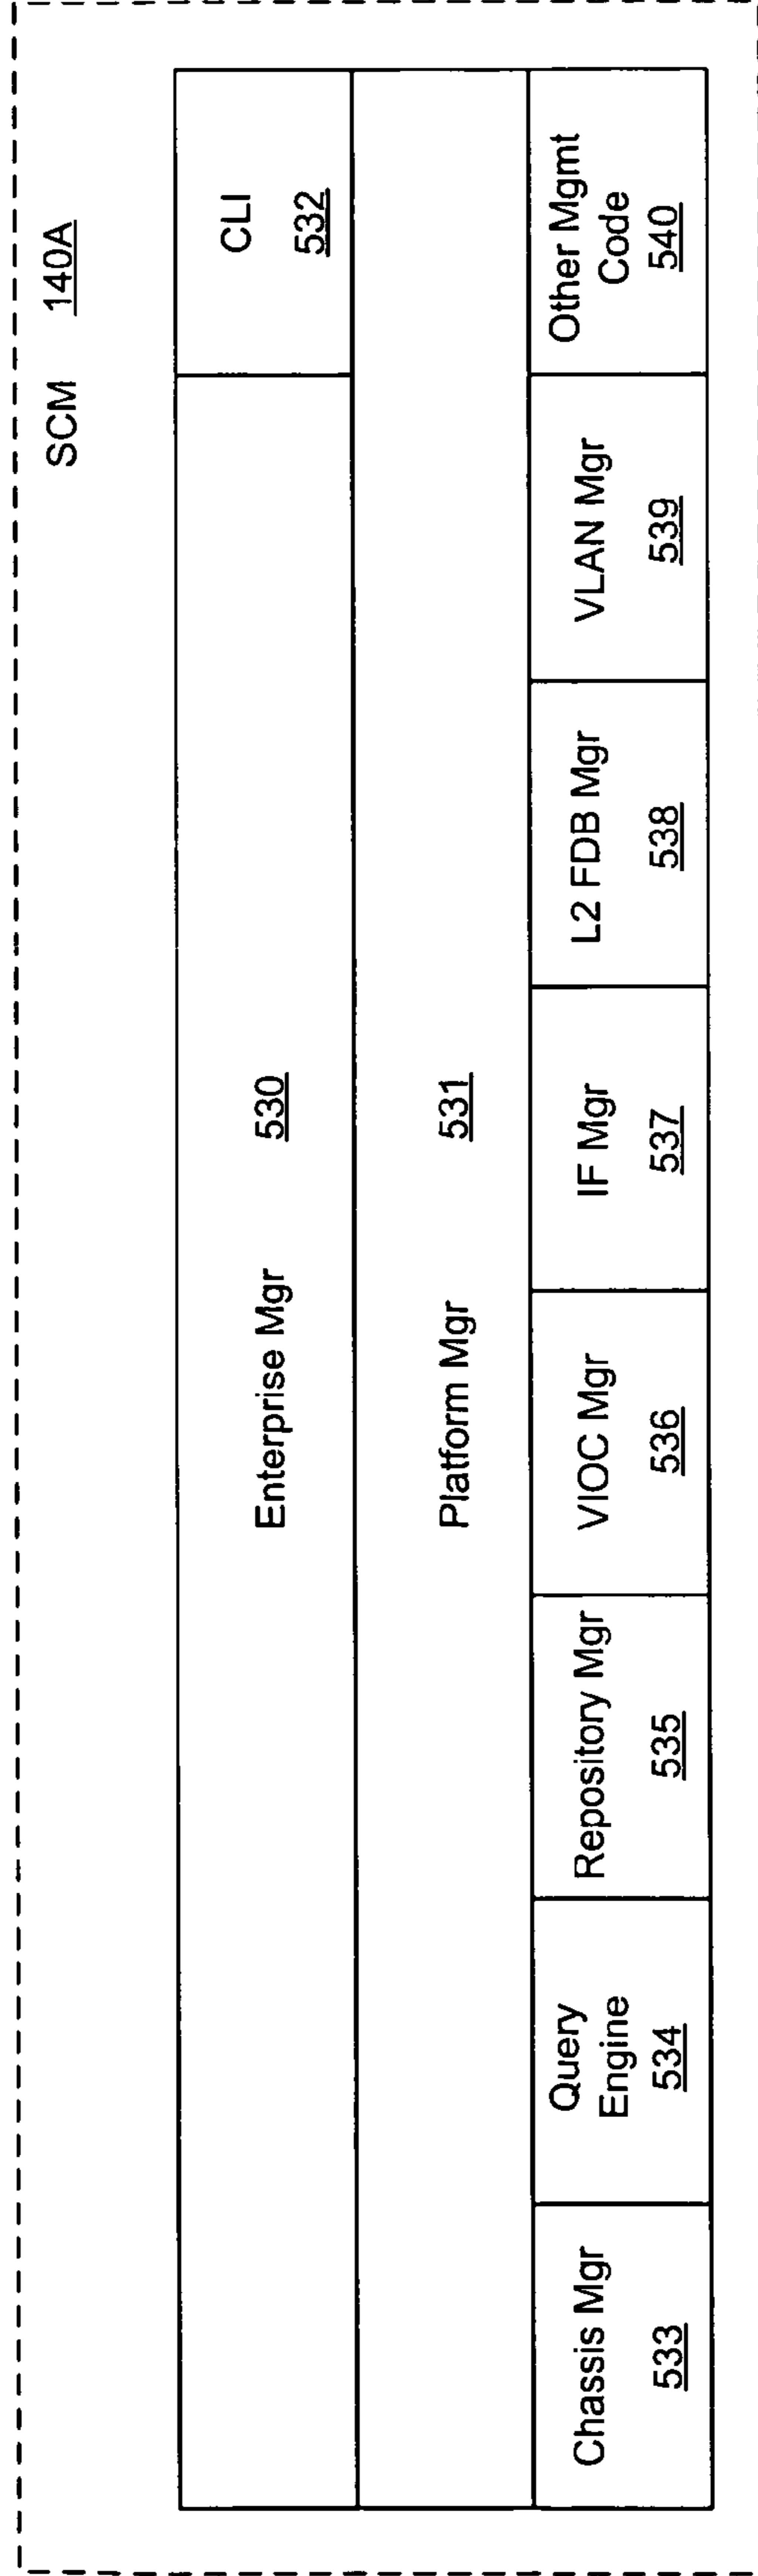 SCM 140A
Enterprise Mgr 530
CLI
532
Platform Mgr 531
Chassis Mgr
533
Query
Engine
534
Repository Mgr
535
VIOC Mgr
536
IF Mgr
537
L2 FDB Mgr
538
VLAN Mgr
539
Other Mgmt
Code
540